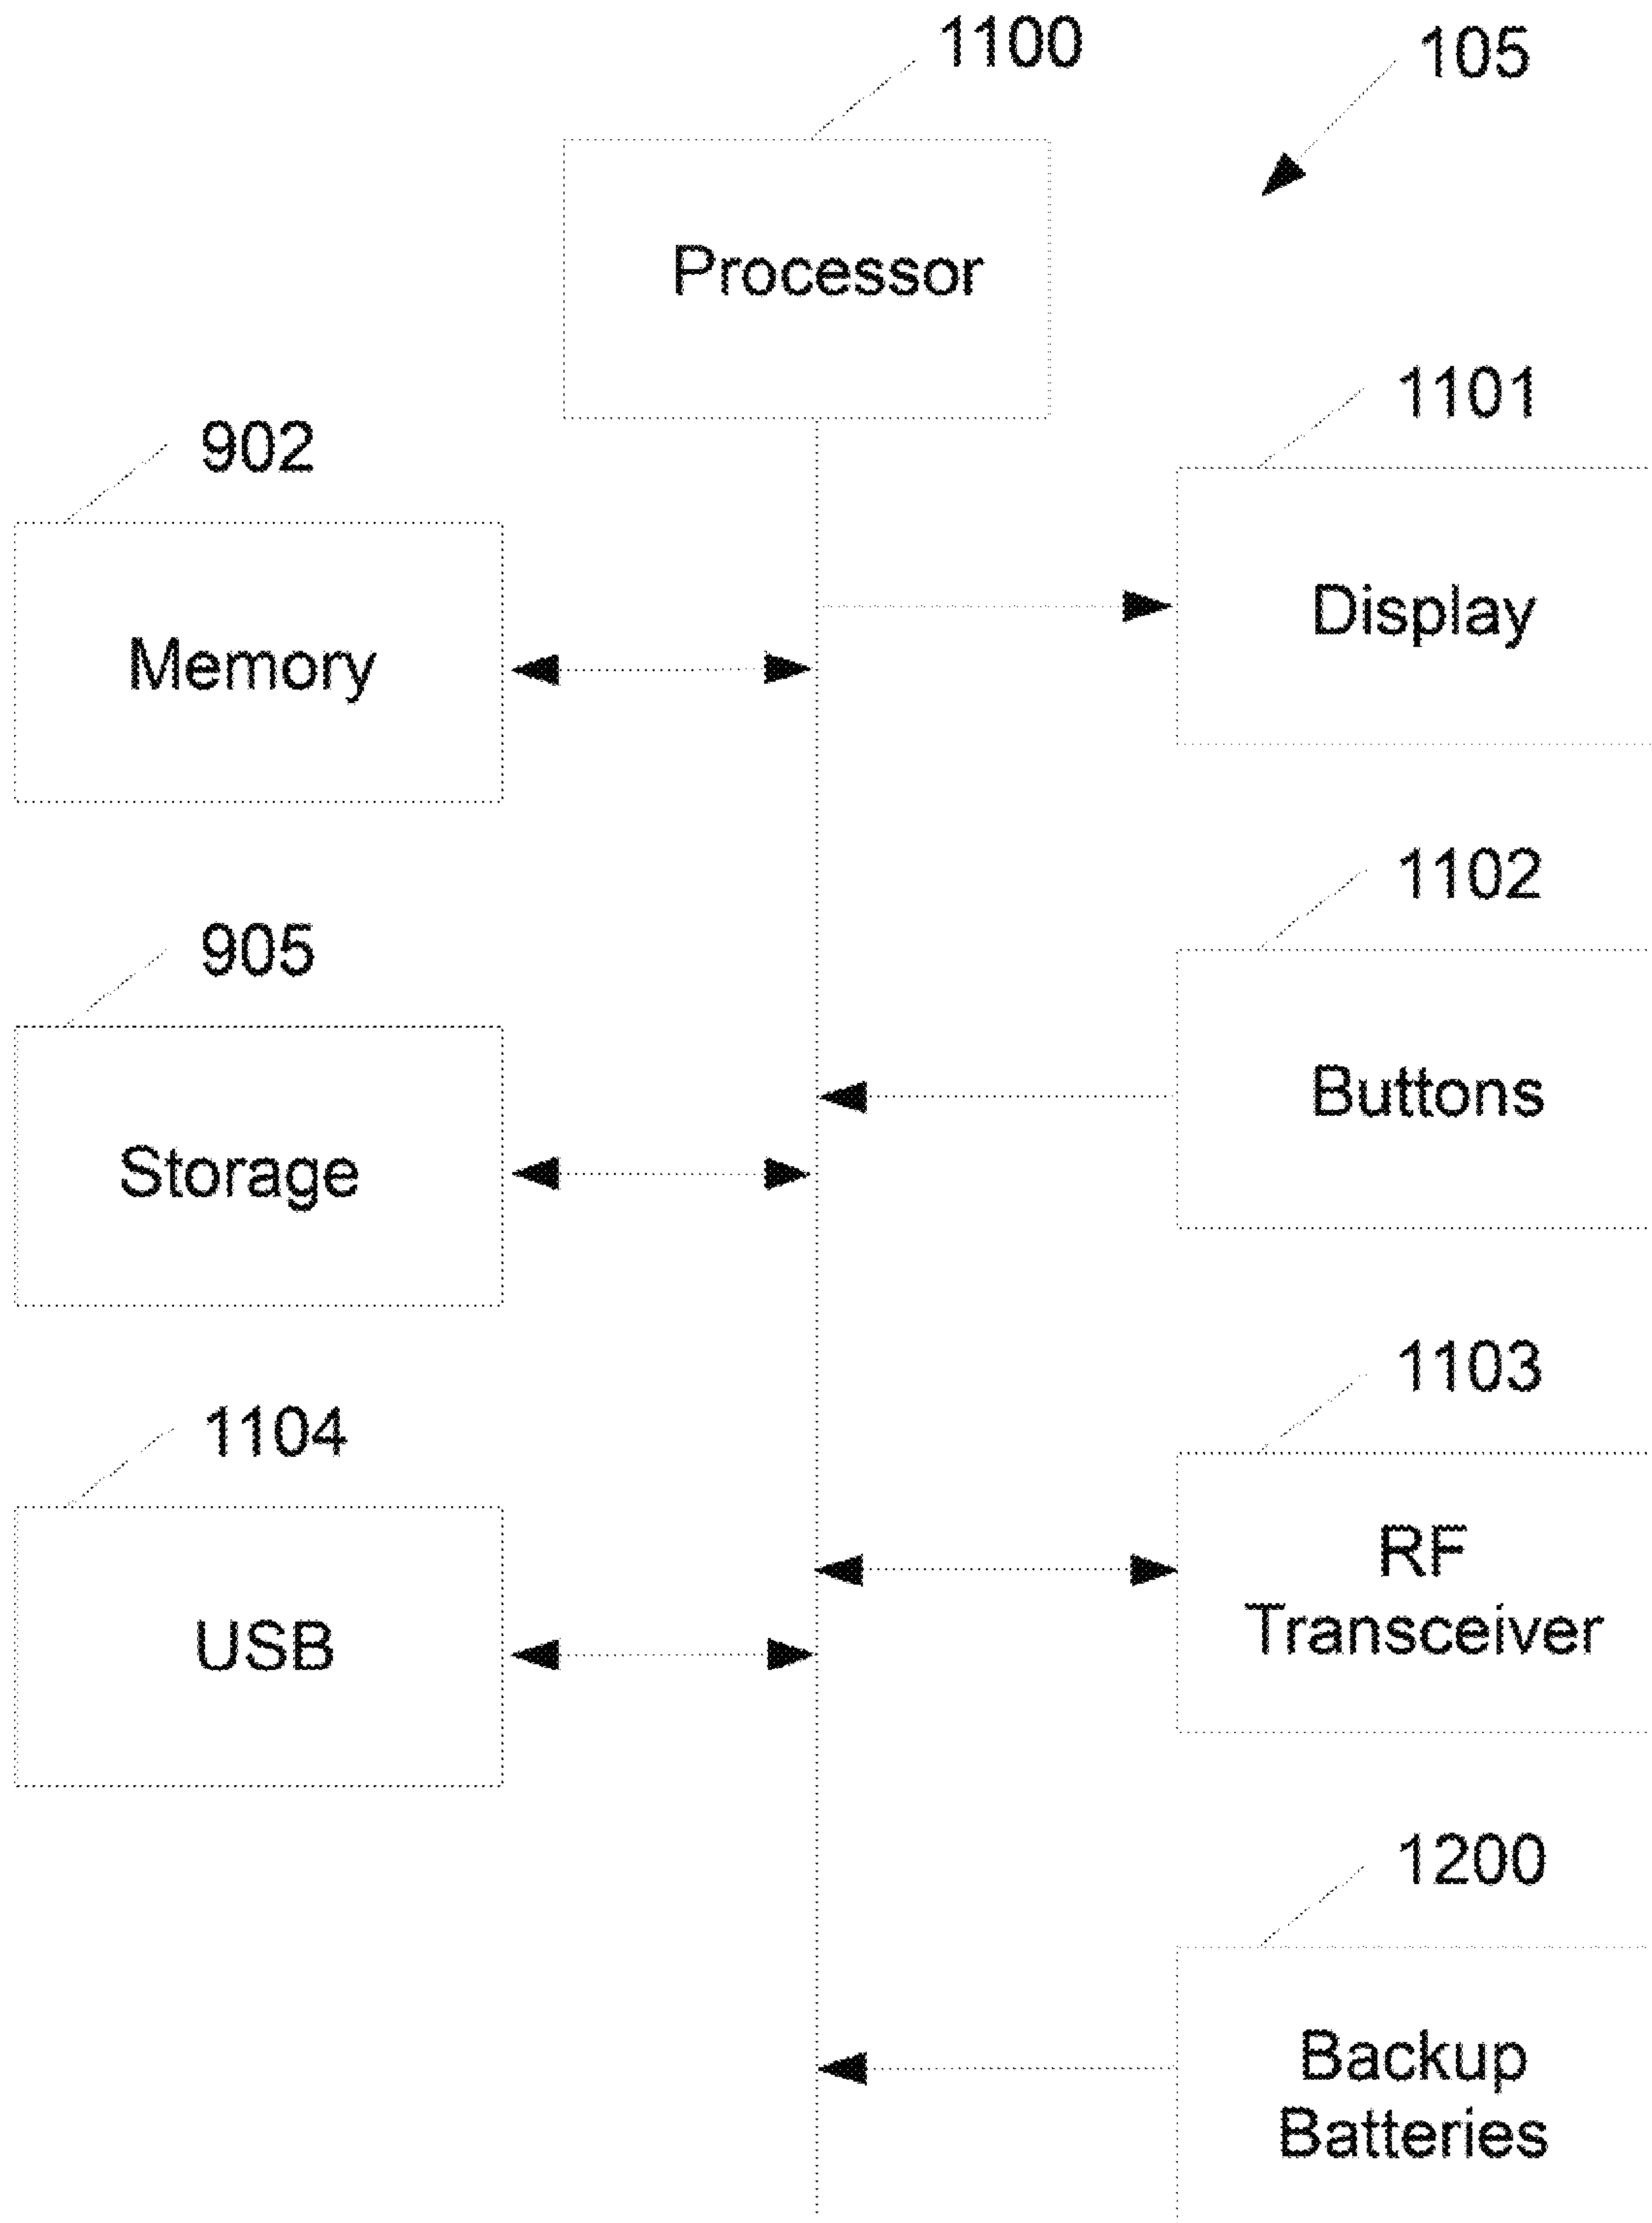 1100
105
Processor
1101
902
Display
Memory
1102
905
Buttons
Storage
1103
1104
RF
Transceiver
USB
1200
Backup
Batteries